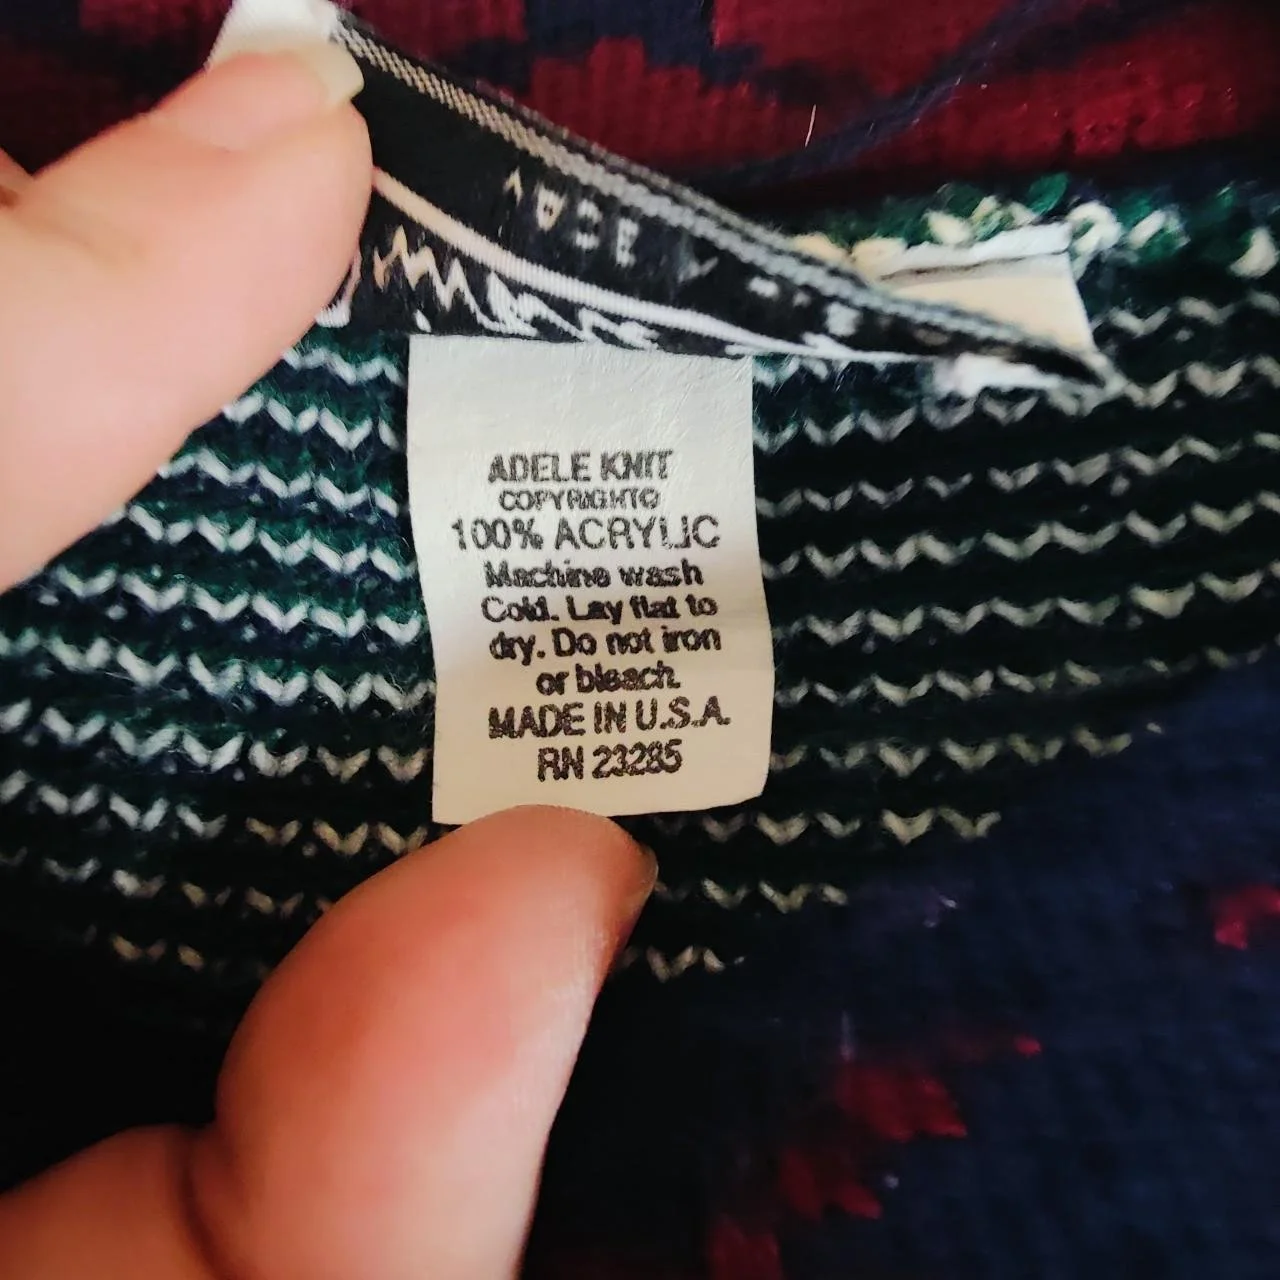 ADELE KNIT
COPYRIGHT©
100% ACRYLIC
Machine wash
Cold. Lay flat to
dry. Do not iron
or bleach.
MADE IN U.S.A.
RN 23285